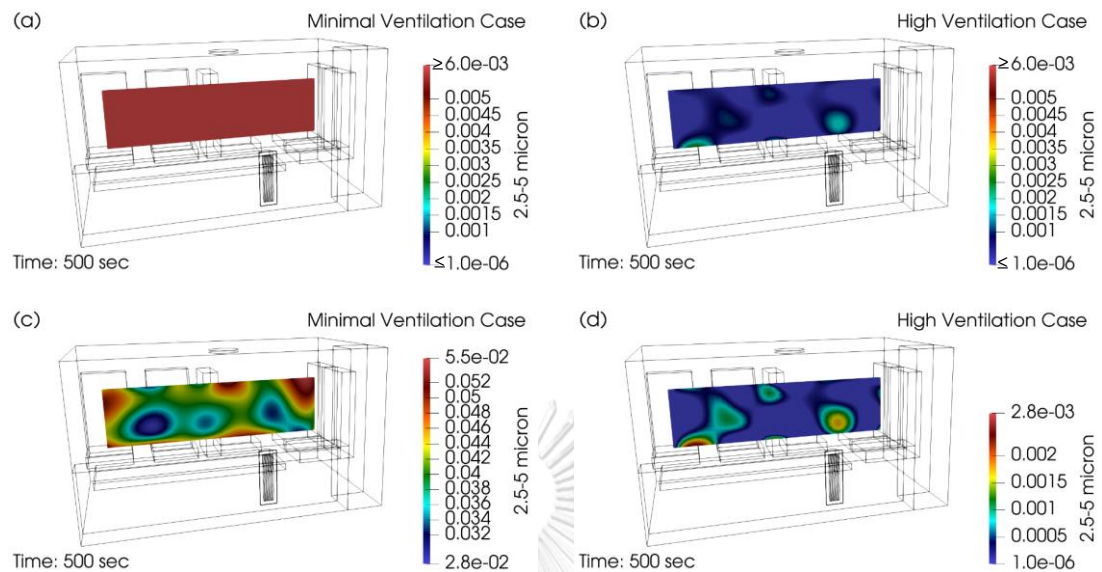 (a)
Minimal Ventilation Case
≥ 6.0e-03
0.005
0.0045
0.004
0.0035
0.003
0.0025
0.002
0.0015
0.001
≤ 1.0e-06
2.5-5 micron
Time: 500 sec
(b)
High Ventilation Case
≥ 6.0e-03
0.005
0.0045
0.004
0.0035
0.003
0.0025
0.002
0.0015
0.001
≤ 1.0e-06
2.5-5 micron
Time: 500 sec
(c)
Minimal Ventilation Case
5.5e-02
0.052
0.05
0.048
0.046
0.044
0.042
0.04
0.038
0.036
0.034
0.032
2.8e-02
2.5-5 micron
Time: 500 sec
(d)
High Ventilation Case
2.8e-03
0.002
0.0015
0.001
0.0005
1.0e-06
2.5-5 micron
Time: 500 sec